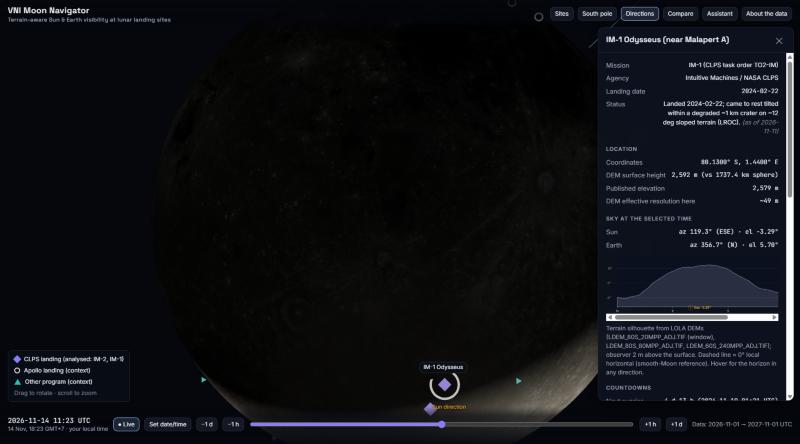 VNI Moon Navigator
Terrain-aware Sun & Earth visibility at lunar landing sites
Sites
South pole
Directions
Compare
Assistant
About the data
IM-1 Odysseus (near Malapert A)
Mission IM-1 (CLPS task order TO2-IM)
Agency Intuitive Machines / NASA CLPS
Landing date 2024-02-22
Status Landed 2024-02-22; came to rest tilted
within a degraded ~1 km crater on ~12
deg sloped terrain (LROC). (as of 2026-
11-11)
LOCATION
Coordinates 80.1300° S, 1.4400° E
DEM surface height 2,592 m (vs 1737.4 km sphere)
Published elevation 2,579 m
DEM effective resolution here ~49 m
SKY AT THE SELECTED TIME
Sun az 119.3° (ESE) · el -3.29°
Earth az 356.7° (N) · el 5.70°
Terrain silhouette from LOLA DEMs
(LDEM_80S_20MPP_ADJ.TIF (window),
LDEM_80S_80MPP_ADJ.TIF, LDEM_60S_240MPP_ADJ.TIF);
observer 2 m above the surface. Dashed line = 0° local
horizontal (smooth-Moon reference). Hover for the horizon in
any direction.
COUNTDOWNS
CLPS landing (analysed: IM-2, IM-1)
Apollo landing (context)
Other program (context)
Drag to rotate · scroll to zoom
IM-1 Odysseus
un direction
2026-11-14 11:23 UTC
14 Nov, 18:23 GMT+7 · your local time
Live
Set date/time
−1 d
−1 h
+1 h
+1 d
Data: 2026-11-01 → 2027-11-01 UTC